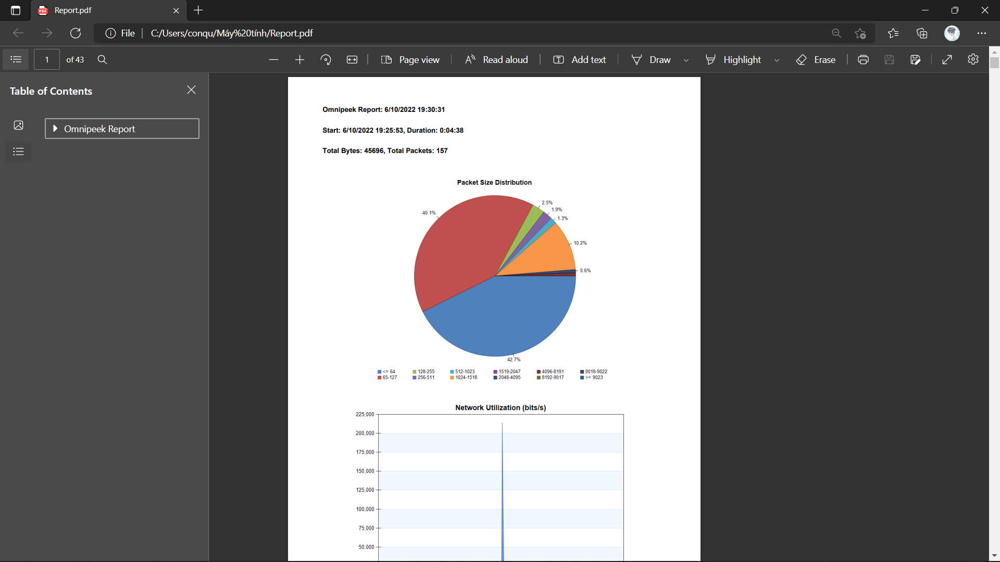 Report.pdf
File
C:/Users/conqu/Máy%20tính/Report.pdf
1 of 43
Page view
Read aloud
Add text
Draw
Highlight
Erase
Table of Contents
Omnipeek Report
Omnipeek Report: 6/10/2022 19:30:31
Start: 6/10/2022 19:25:53, Duration: 0:04:38
Total Bytes: 45696, Total Packets: 157
Packet Size Distribution
2.5%
1.9%
40.1%
1.3%
10.2%
0.6%
42.7%
<= 64 128-255 512-1023 1519-2047 4096-8191 9018-9022
65-127 256-511 1024-1518 2048-4095 8192-9017 >= 9023
Network Utilization (bits/s)
225,000
200,000
175,000
150,000
125,000
100,000
75,000
50,000